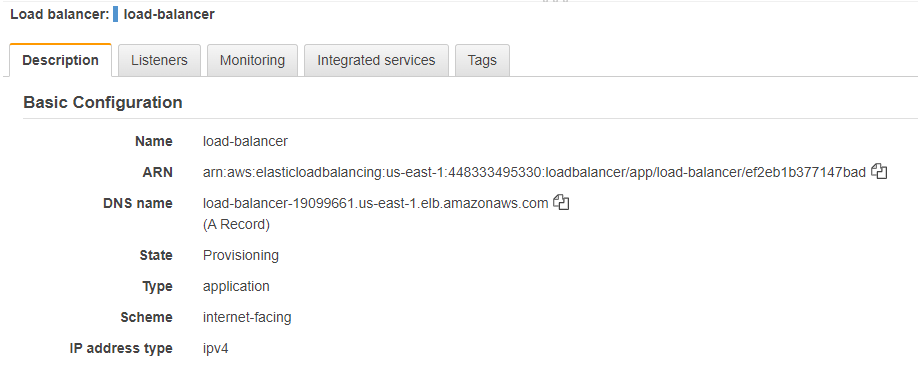 Load balancer: load-balancer
Description Listeners Monitoring Integrated services Tags
Basic Configuration
Name load-balancer
ARN arn:aws:elasticloadbalancing:us-east-1:448333495330:loadbalancer/app/load-balancer/ef2eb1b377147bad
DNS name load-balancer-19099661.us-east-1.elb.amazonaws.com
(A Record)
State Provisioning
Type application
Scheme internet-facing
IP address type ipv4